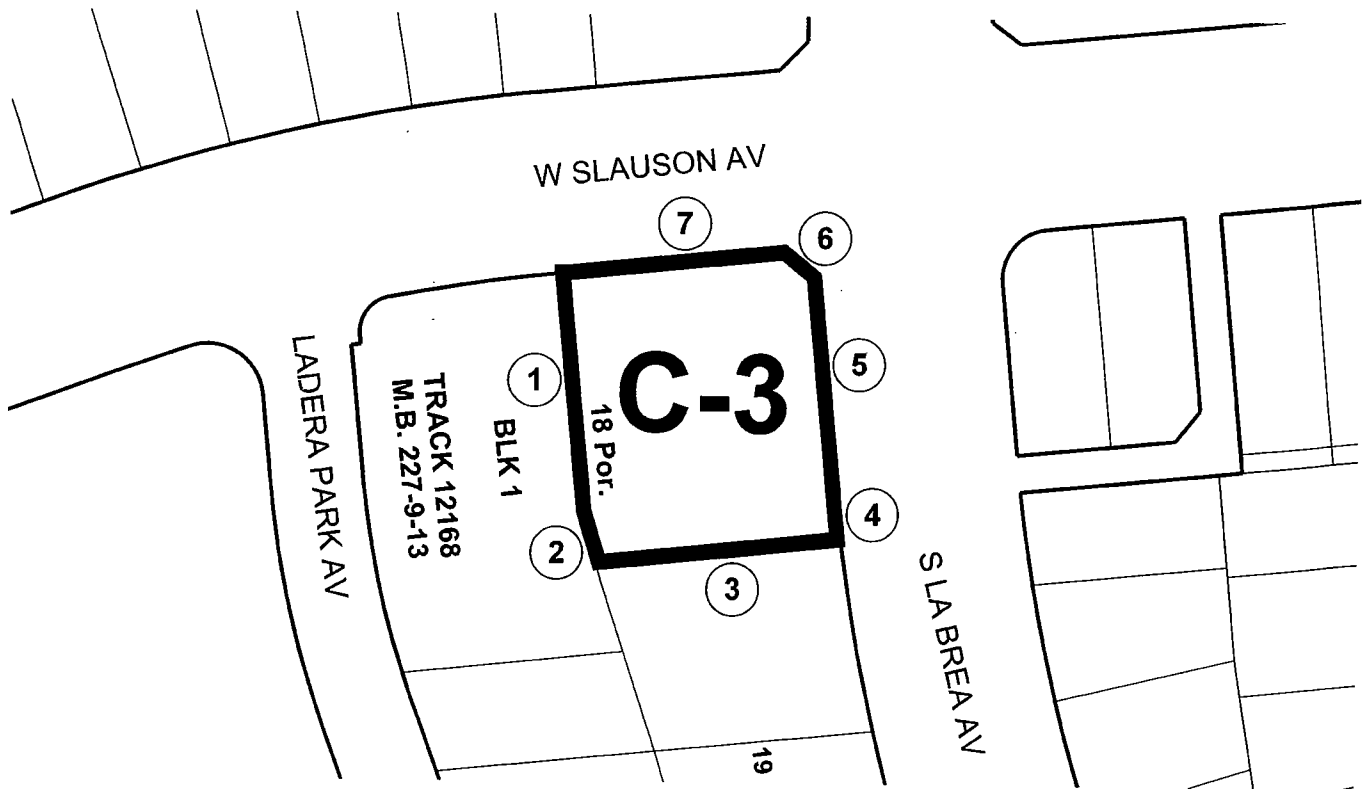 W SLAUSON AV
7
6
LADERA PARK AV
TRACK 12168
M.B. 227-9-13
BLK 1
1
18 Por.
C-3
5
2
4
3
S LA BREA AV
19